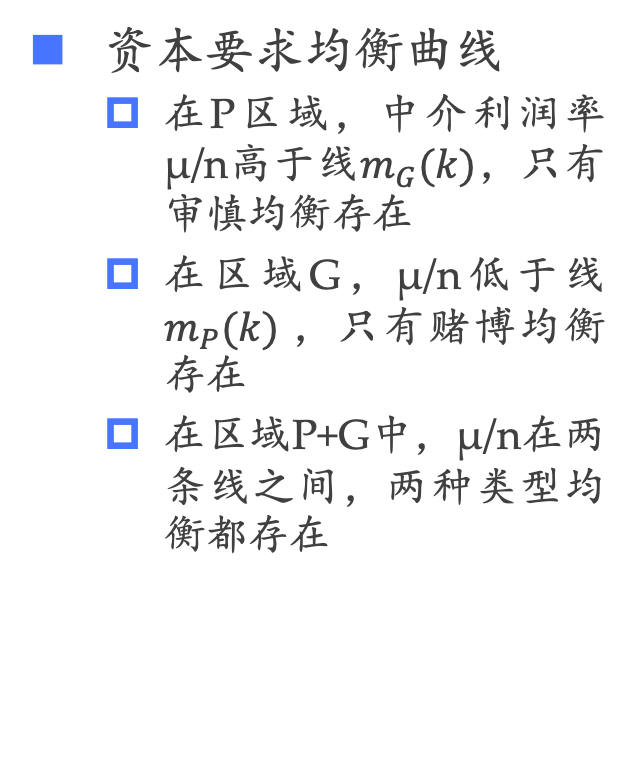 资本要求均衡曲线
在P区域，中介利润率
μ/n高于线m_G(k)，只有
审慎均衡存在
在区域G，μ/n低于线
m_P(k)，只有赌博均衡
存在
在区域P+G中，μ/n在两
条线之间，两种类型均
衡都存在